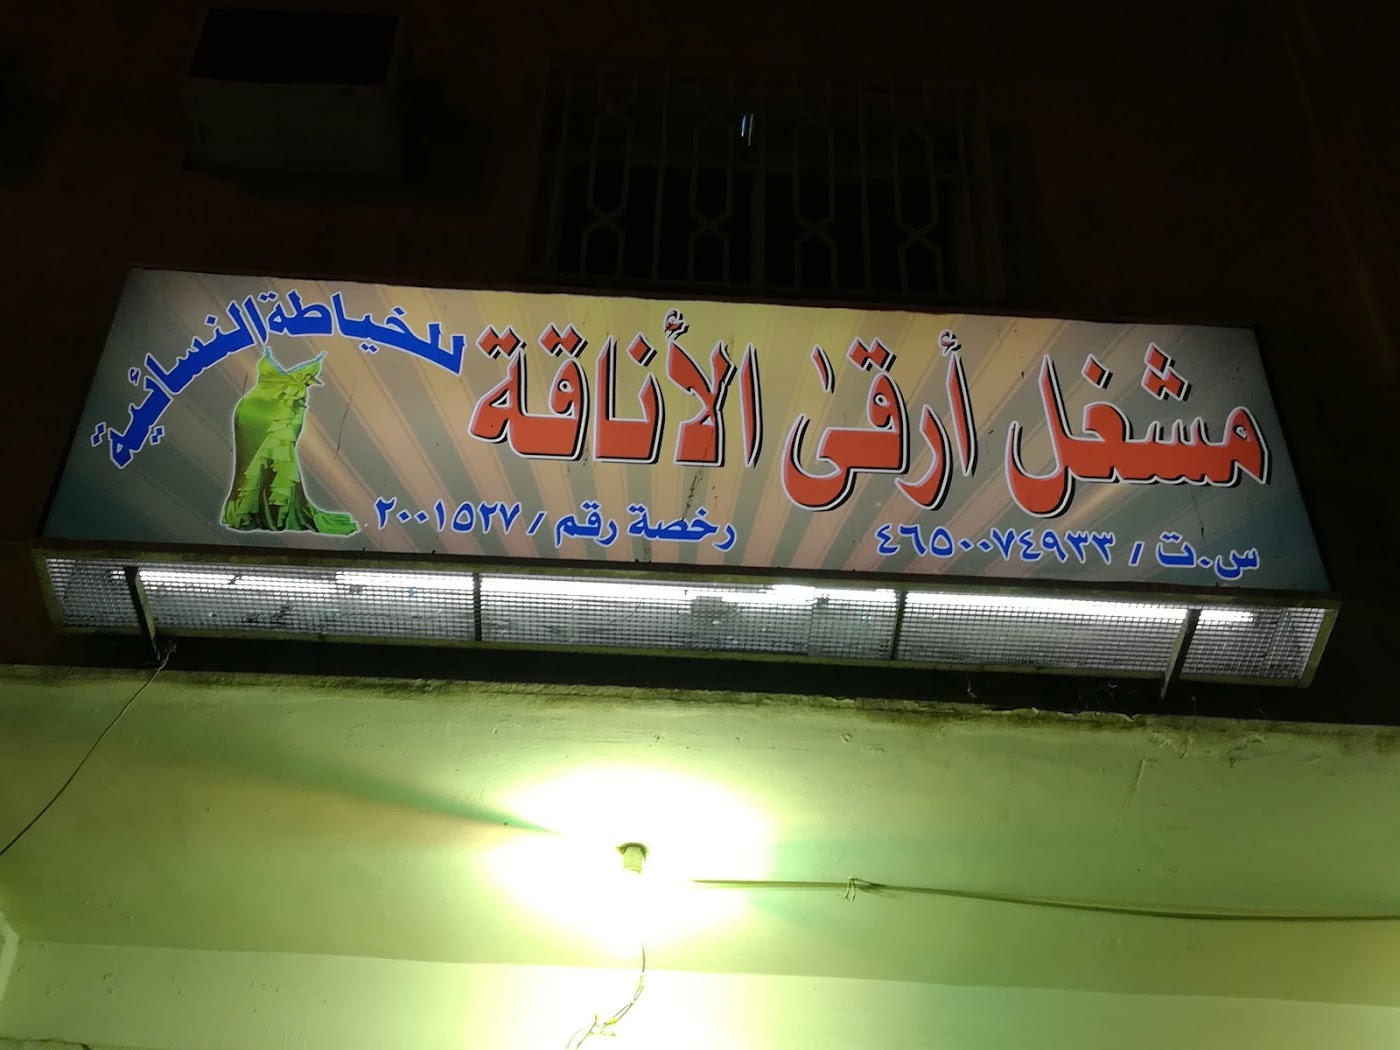 مشغل أرقى الأناقة
للخياطة النسائية
س.ت / ٤٦٥٠٠٧٤٩٣٣
رخصة رقم / ٢٠٠١٥٢٧